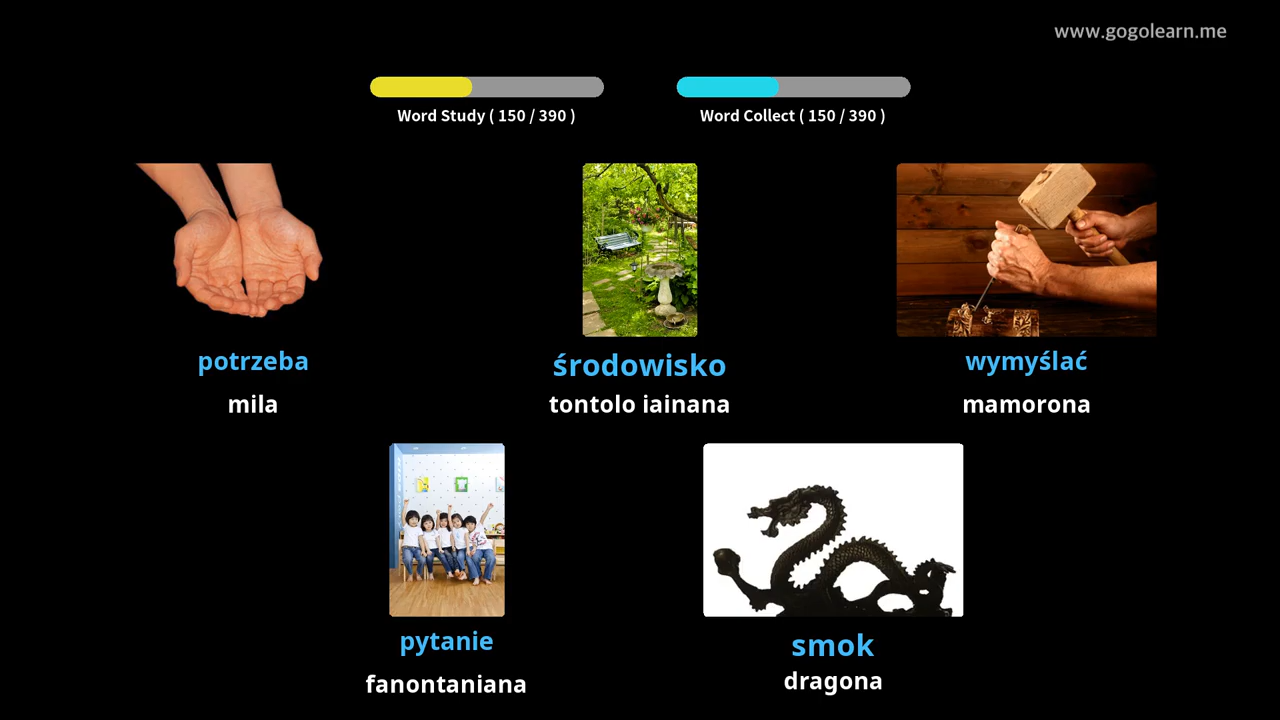 www.gogolearn.me
Word Study ( 150 / 390 )
Word Collect ( 150 / 390 )
potrzeba
mila
środowisko
tontolo iainana
wymyślać
mamorona
pytanie
fanontaniana
smok
dragona